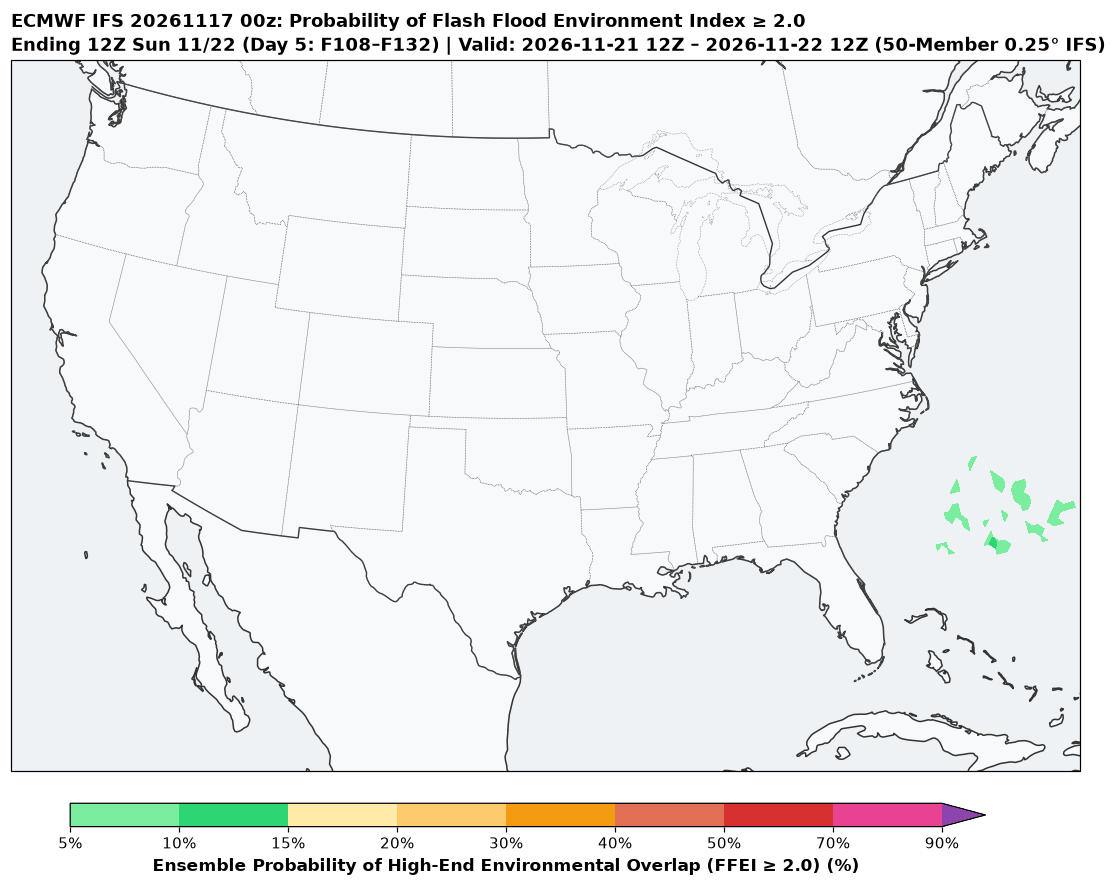 ECMWF IFS 20261117 00z: Probability of Flash Flood Environment Index ≥ 2.0
Ending 12Z Sun 11/22 (Day 5: F108–F132) | Valid: 2026-11-21 12Z – 2026-11-22 12Z (50-Member 0.25° IFS)
5% 10% 15% 20% 30% 40% 50% 70% 90%
Ensemble Probability of High-End Environmental Overlap (FFEI ≥ 2.0) (%)